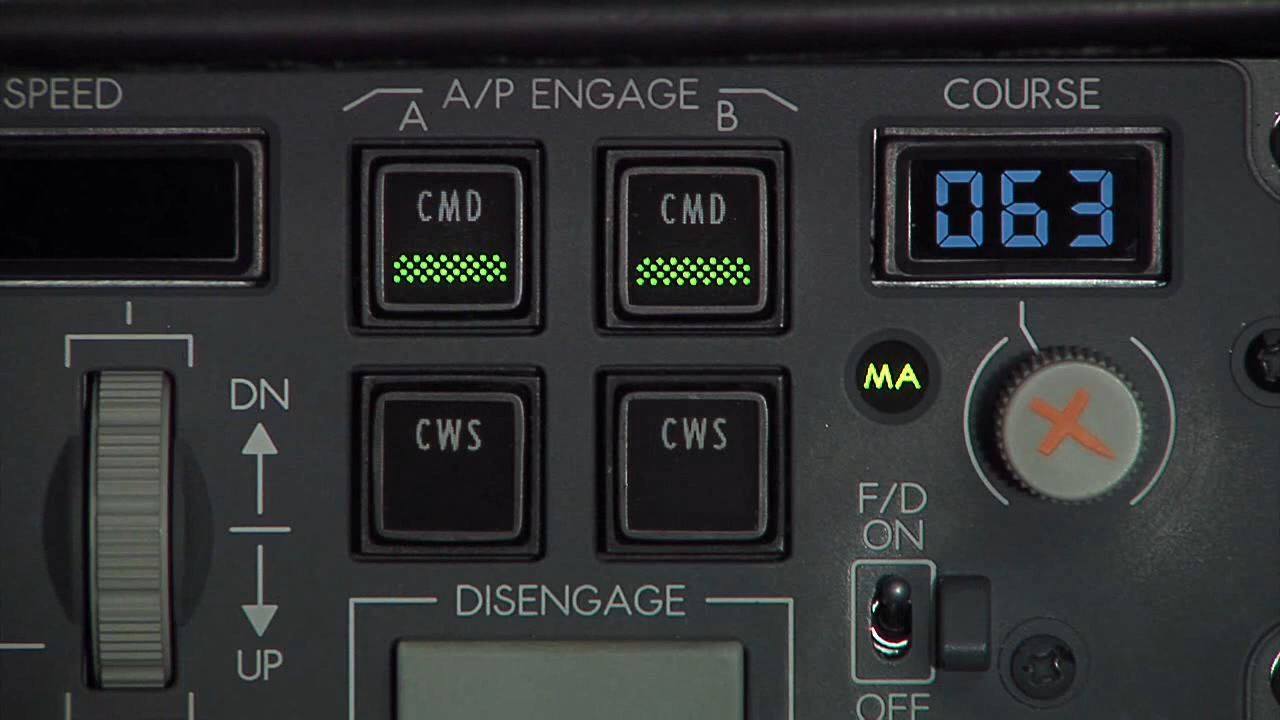 SPEED
A/P ENGAGE
A
B
COURSE
CMD
CMD
063
DN
UP
CWS
CWS
MA
F/D
ON
OFF
DISENGAGE